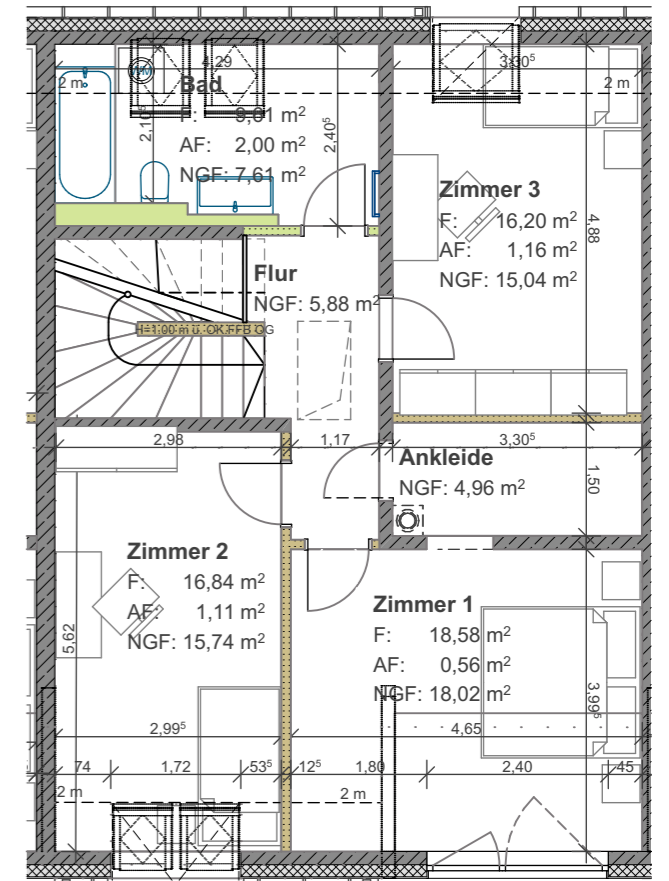 4,29
3,30⁵
WM
2 m
2 m
Bad
F: 9,61 m²
AF: 2,00 m²
NGF: 7,61 m²
2,10⁵
2,40⁵
Zimmer 3
F: 16,20 m²
AF: 1,16 m²
NGF: 15,04 m²
4,88
Flur
NGF: 5,88 m²
H=1.00 m ü. OK FFB OG
2,98
1,17
3,30⁵
Ankleide
NGF: 4,96 m²
1,50
Zimmer 2
F: 16,84 m²
AF: 1,11 m²
NGF: 15,74 m²
5,62
Zimmer 1
F: 18,58 m²
AF: 0,56 m²
NGF: 18,02 m²
3,99⁵
2,99⁵
4,65
74
1,72
53⁵
12⁵
1,80
2,40
45
2 m
2 m